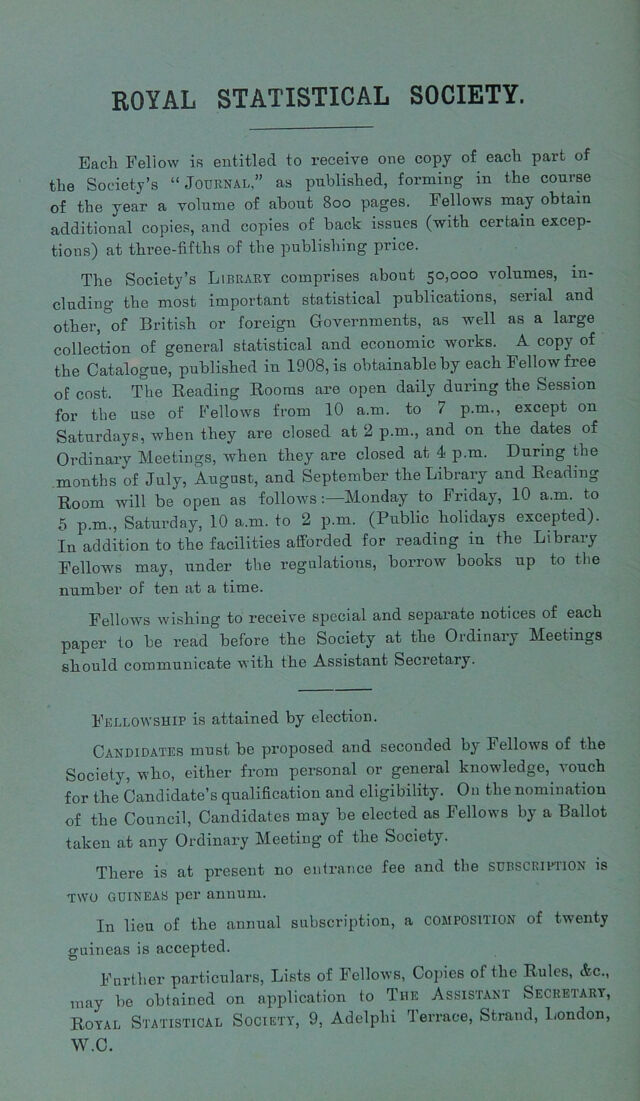 ROYAL STATISTICAL SOCIETY.
Each Fellow is entitled to receive one copy of each part of
the Society's “JOURNAL,” as published, forming in the course
of the year a volume of about 800 pages. Fellows may obtain
additional copies, and copies of back issues (with certain excep-
tions) at three-fifths of the publishing price.
The Society's LIBRARY comprises about 50,000 volumes, in-
cluding the most important statistical publications, serial and
other, of British or foreign Governments, as well as a large
collection of general statistical and economic works. A copy of
the Catalogue, published in 1908, is obtainable by each Fellow free
of cost. The Reading Rooms are open daily during the Session
for the use of Fellows from 10 a.m. to 7 p.m., except on
Saturdays, when they are closed at 2 p.m., and on the dates of
Ordinary Meetings, when they are closed at 4 p.m. During the
months of July, August, and September the Library and Reading
Room will be open as follows:—Monday to Friday, 10 a.m. to
5 p.m., Saturday, 10 a.m. to 2 p.m. (Public holidays excepted).
In addition to the facilities afforded for reading in the Library
Fellows may, under the regulations, borrow books up to the
number of ten at a time.
Fellows wishing to receive special and separate notices of each
paper to be read before the Society at the Ordinary Meetings
should communicate with the Assistant Secretary.
FELLOWSHIP is attained by election.
CANDIDATES must be proposed and seconded by Fellows of the
Society, who, either from personal or general knowledge, vouch
for the Candidate's qualification and eligibility. On the nomination
of the Council, Candidates may be elected as Fellows by a Ballot
taken at any Ordinary Meeting of the Society.
There is at present no entrance fee and the SUBSCRIPTION is
TWO GUINEAS per annum.
In lieu of the annual subscription, a COMPOSITION of twenty
guineas is accepted.
Further particulars, Lists of Fellows, Copies of the Rules, &c.,
may be obtained on application to THE ASSISTANT SECRETARY,
ROYAL STATISTICAL SOCIETY, 9, Adelphi Terrace, Strand, London,
W.C.